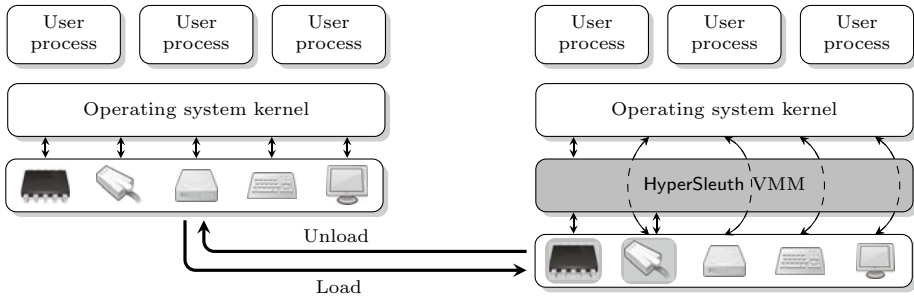 User
process
User
process
User
process
Operating system kernel
Unload
Load
User
process
User
process
User
process
Operating system kernel
HyperSleuth VMM